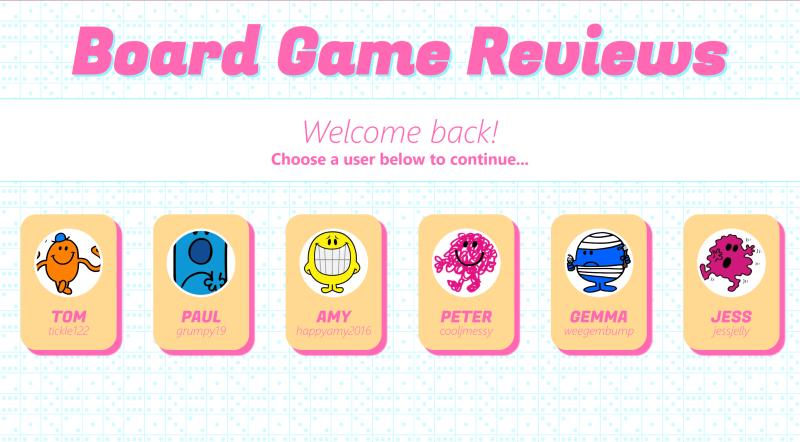 Board Game Reviews
Welcome back!
Choose a user below to continue...
TOM
tickle122
PAUL
grumpy19
AMY
happyamy2016
PETER
cooljmessy
GEMMA
weegembump
JESS
jessjelly